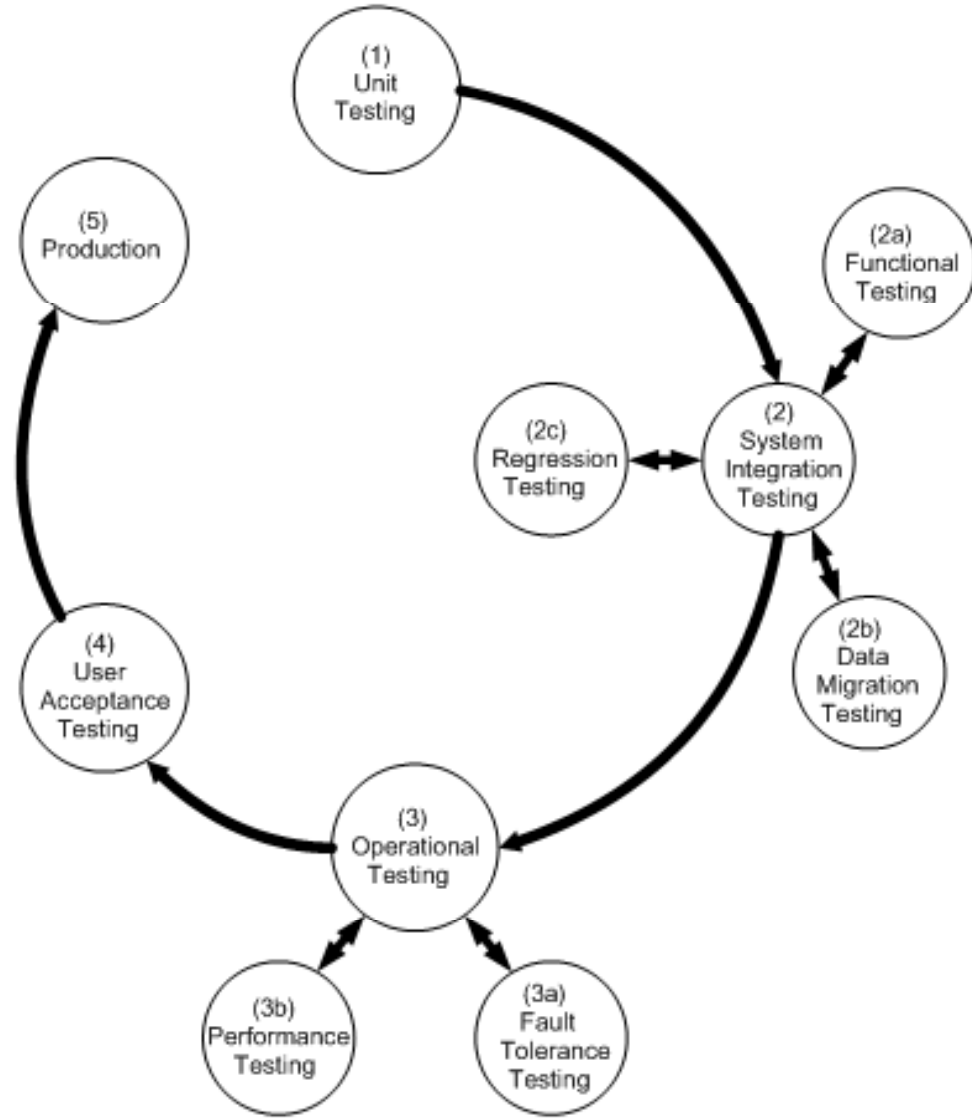 (1)
Unit
Testing
(5)
Production
(2a)
Functional
Testing
(2)
System
Integration
Testing
(2c)
Regression
Testing
(2b)
Data
Migration
Testing
(4)
User
Acceptance
Testing
(3)
Operational
Testing
(3b)
Performance
Testing
(3a)
Fault
Tolerance
Testing